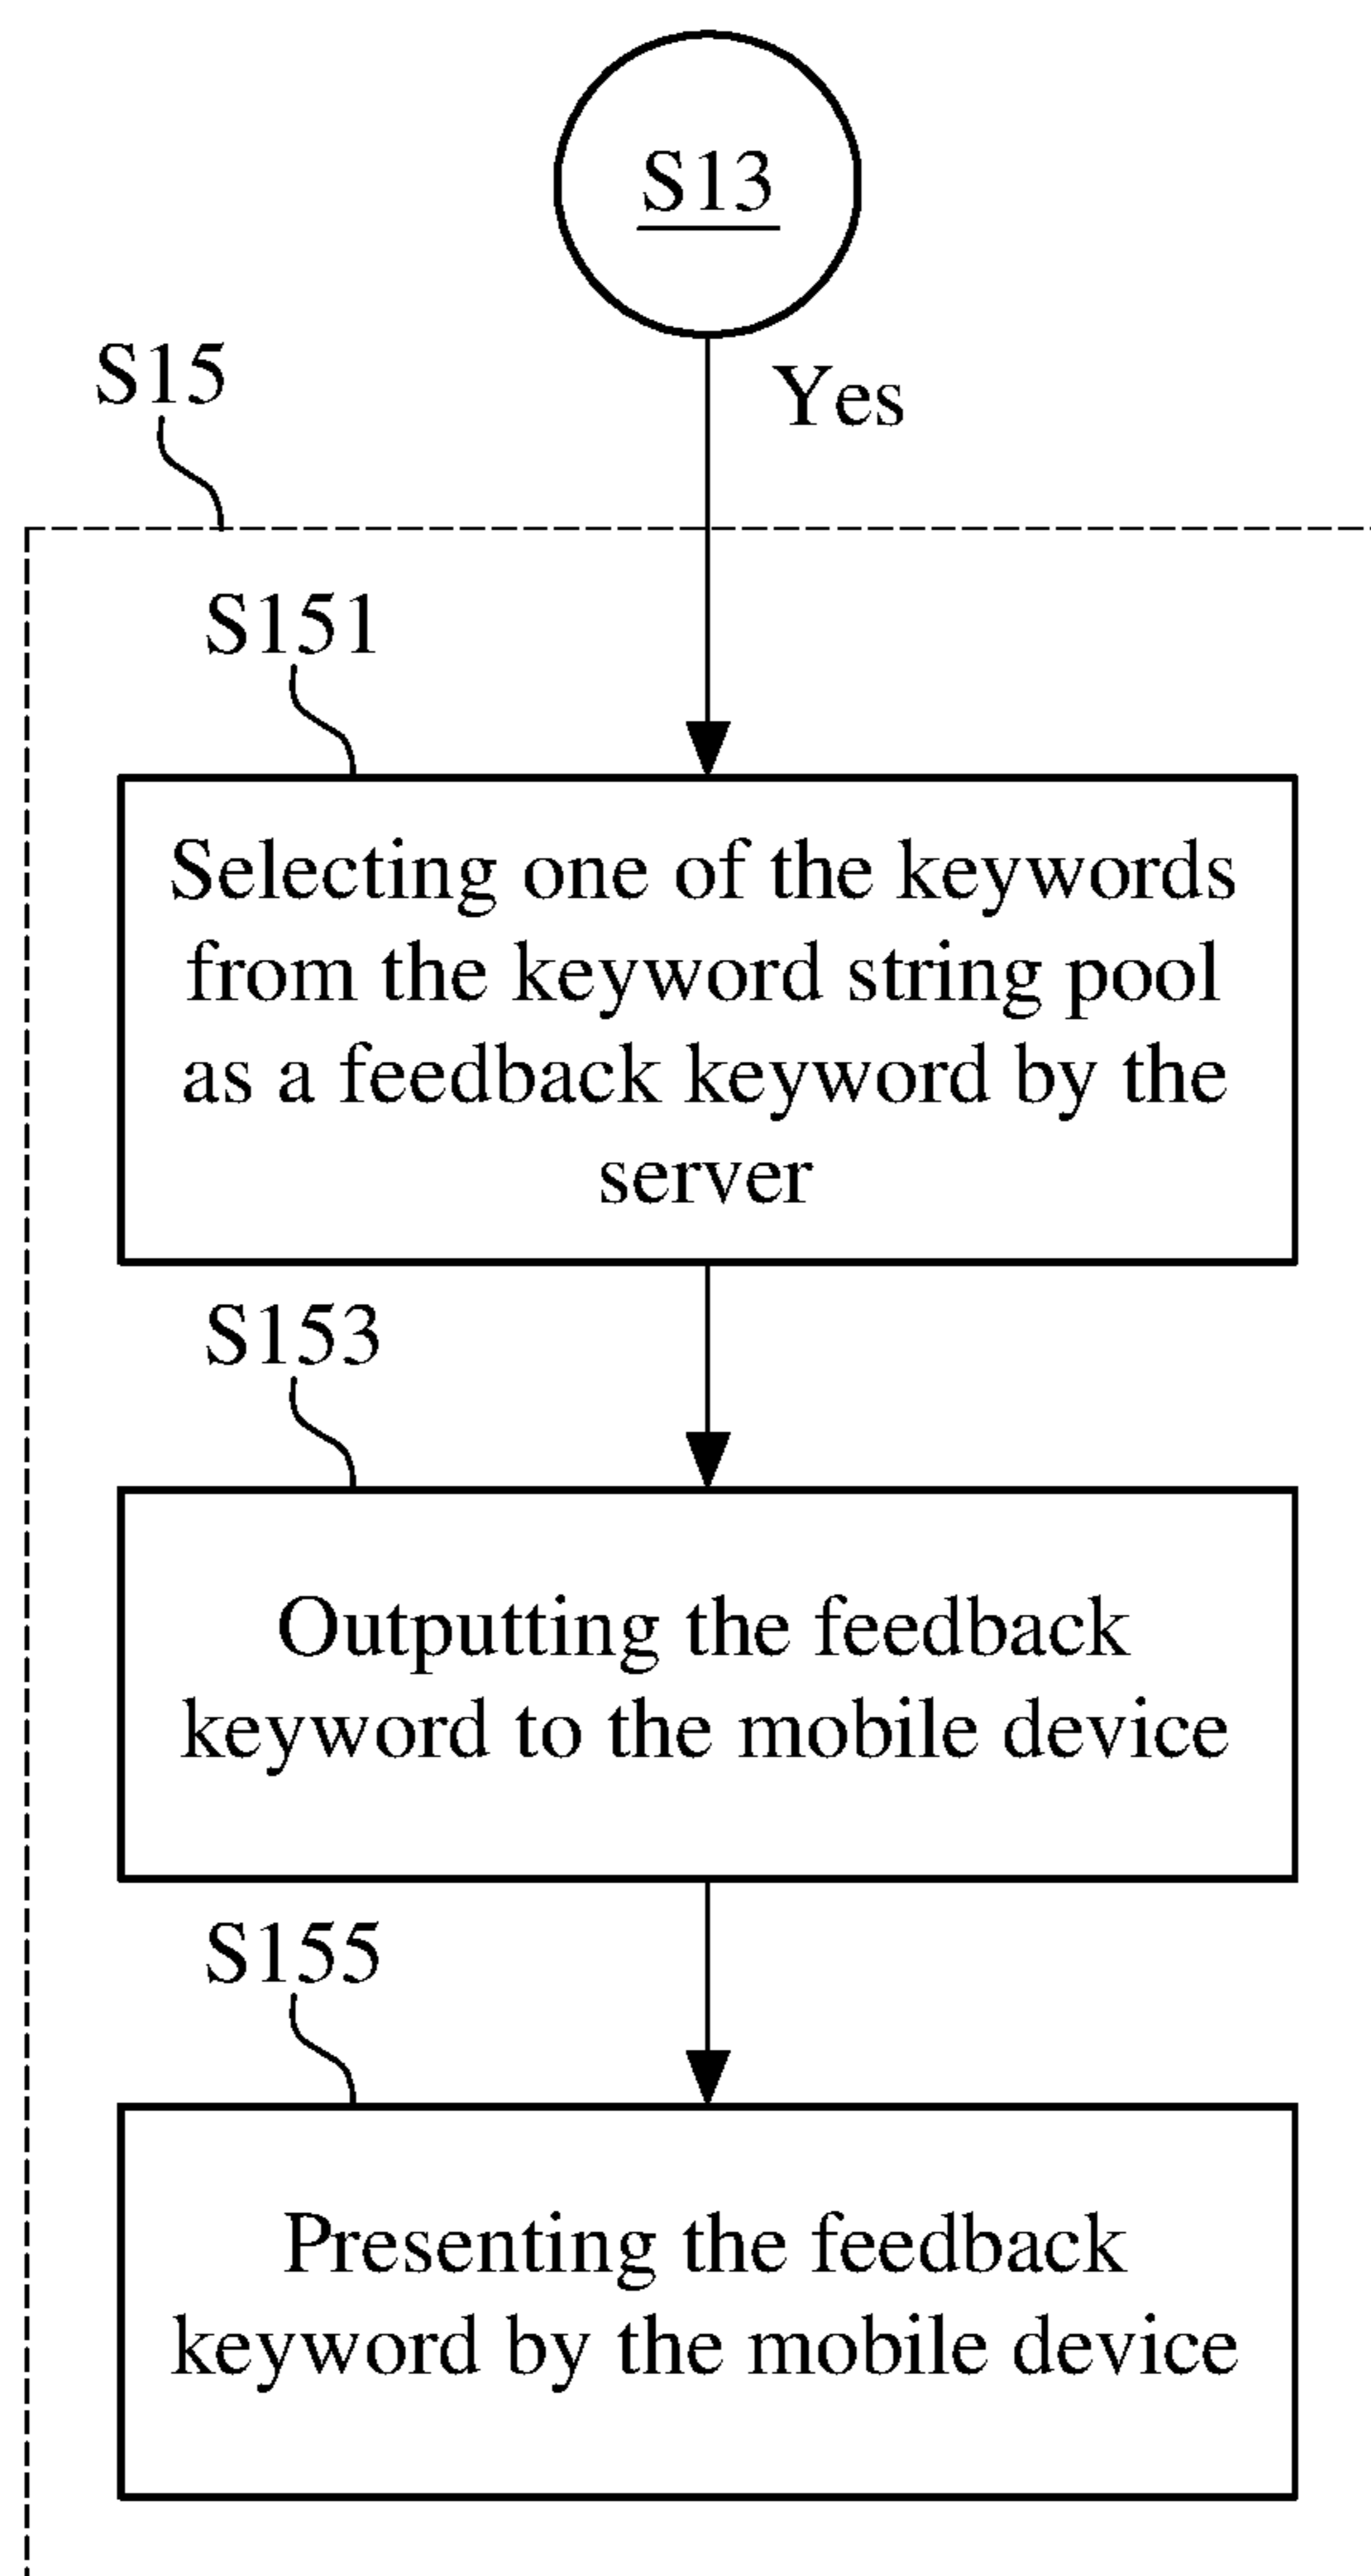 S13
Yes
S15
S151
Selecting one of the keywords
from the keyword string pool
as a feedback keyword by the
server
S153
Outputting the feedback
keyword to the mobile device
S155
Presenting the feedback
keyword by the mobile device